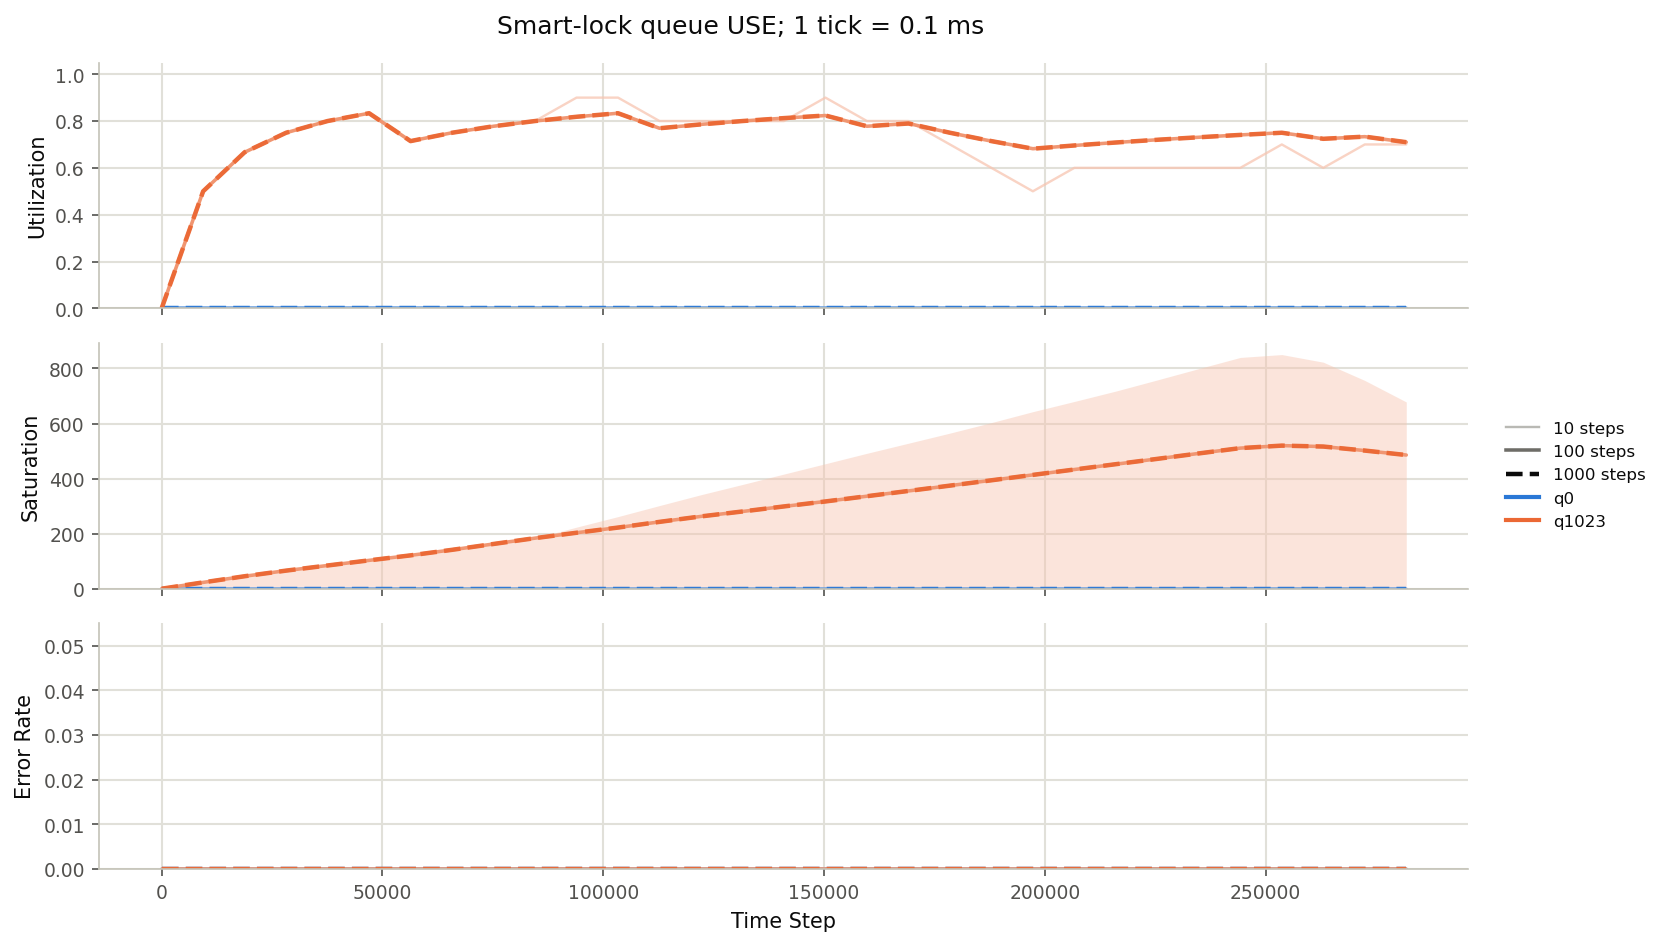 Smart-lock queue USE; 1 tick = 0.1 ms
Utilization
1.0
0.8
0.6
0.4
0.2
0.0
Saturation
800
600
400
200
0
10 steps
100 steps
1000 steps
q0
q1023
Error Rate
0.05
0.04
0.03
0.02
0.01
0.00
0 50000 100000 150000 200000 250000
Time Step